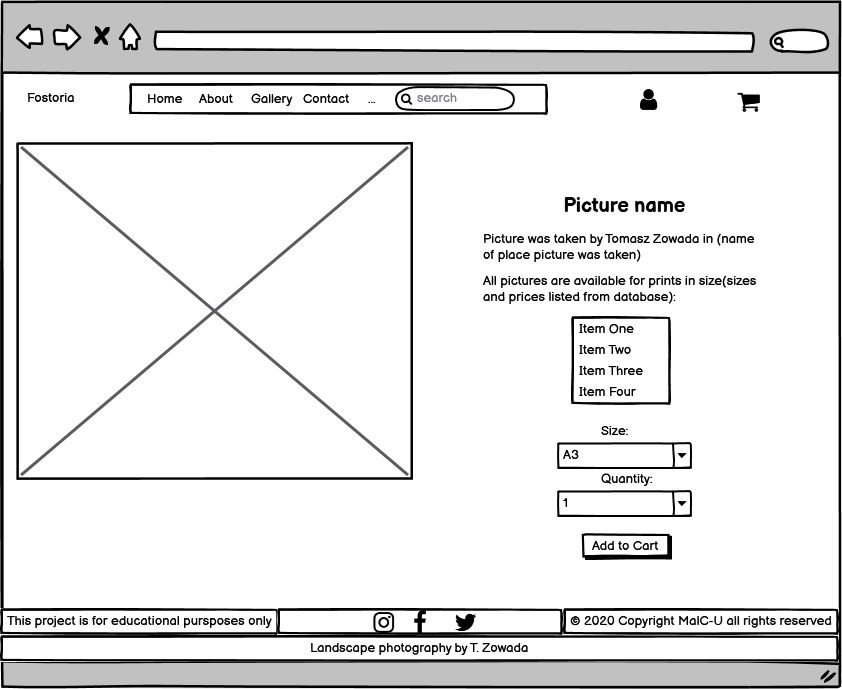 Fostoria
Home About Gallery Contact ... search
Picture name
Picture was taken by Tomasz Zowada in (name
of place picture was taken)
All pictures are available for prints in size(sizes
and prices listed from database):
Item One
Item Two
Item Three
Item Four
Size:
A3
Quantity:
1
Add to Cart
This project is for educational pursposes only
© 2020 Copyright MalC-U all rights reserved
Landscape photography by T. Zowada